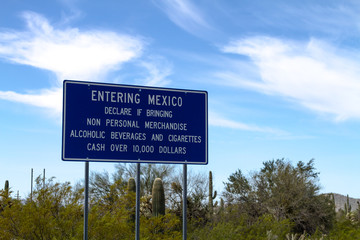 ENTERING MEXICO
DECLARE IF BRINGING
NON PERSONAL MERCHANDISE
ALCOHOLIC BEVERAGES AND CIGARETTES
CASH OVER 10,000 DOLLARS